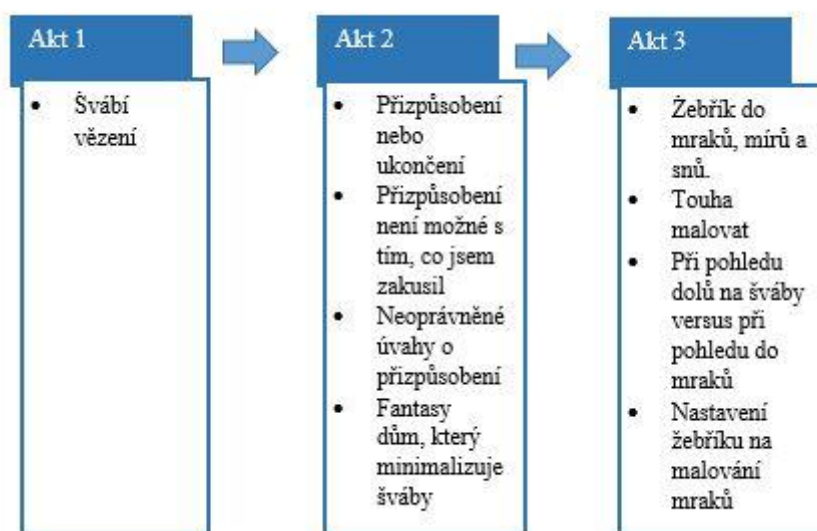 Akt 1
• Švábí
vězení
Akt 2
• Přizpůsobení
nebo
ukončení
• Přizpůsobení
není možné s
tím, co jsem
zakusil
• Neoprávněné
úvahy o
přizpůsobení
• Fantasy
dům, který
minimalizuje
šváby
Akt 3
• Žebřík do
mraků, mírů a
snů.
• Touha
malovat
• Při pohledu
dolů na šváby
versus při
pohledu do
mraků
• Nastavení
žebříku na
malování
mraků